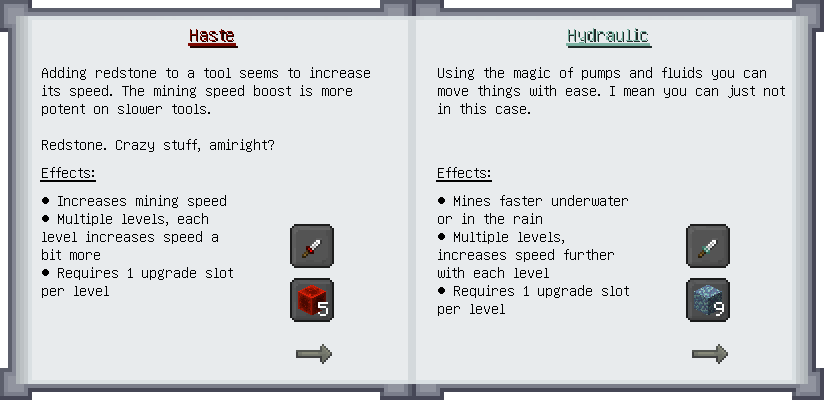 Haste
Adding redstone to a tool seems to increase
its speed. The mining speed boost is more
potent on slower tools.
Redstone. Crazy stuff, amiright?
Effects:
● Increases mining speed
● Multiple levels, each
level increases speed a
bit more
● Requires 1 upgrade slot
per level
5
Hydraulic
Using the magic of pumps and fluids you can
move things with ease. I mean you can just not
in this case.
Effects:
● Mines faster underwater
or in the rain
● Multiple levels,
increases speed further
with each level
● Requires 1 upgrade slot
per level
9